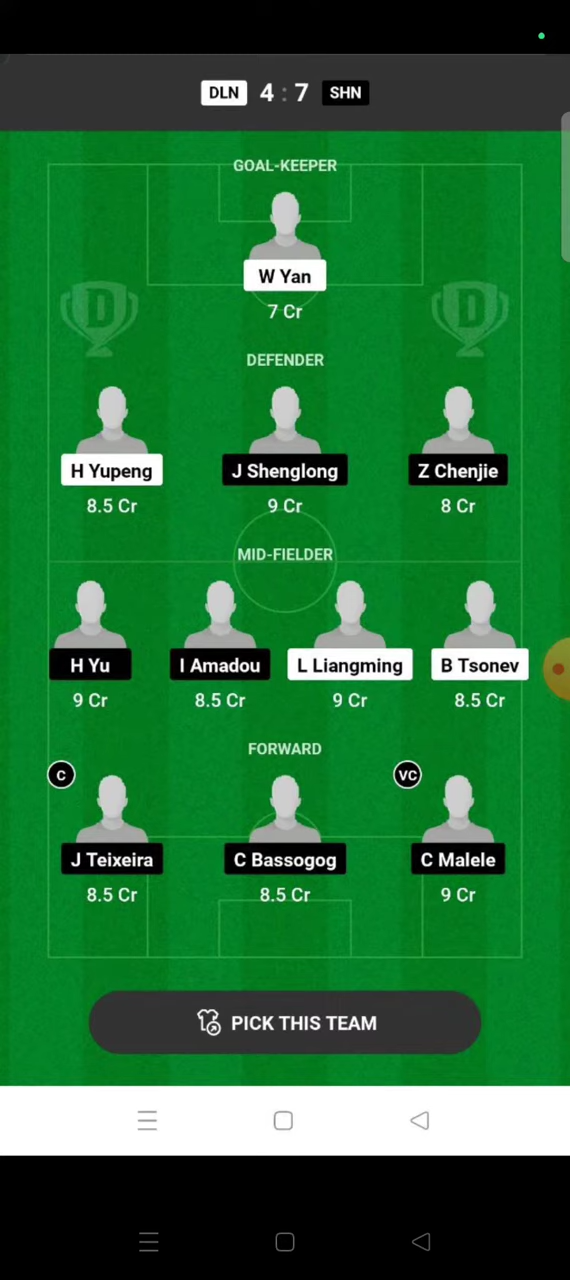 DLN 4 : 7 SHN
GOAL-KEEPER
W Yan
7 Cr
D D
DEFENDER
H Yupeng J Shenglong Z Chenjie
8.5 Cr 9 Cr 8 Cr
MID-FIELDER
H Yu I Amadou L Liangming B Tsonev
9 Cr 8.5 Cr 9 Cr 8.5 Cr
FORWARD
C VC
J Teixeira C Bassogog C Malele
8.5 Cr 8.5 Cr 9 Cr
PICK THIS TEAM